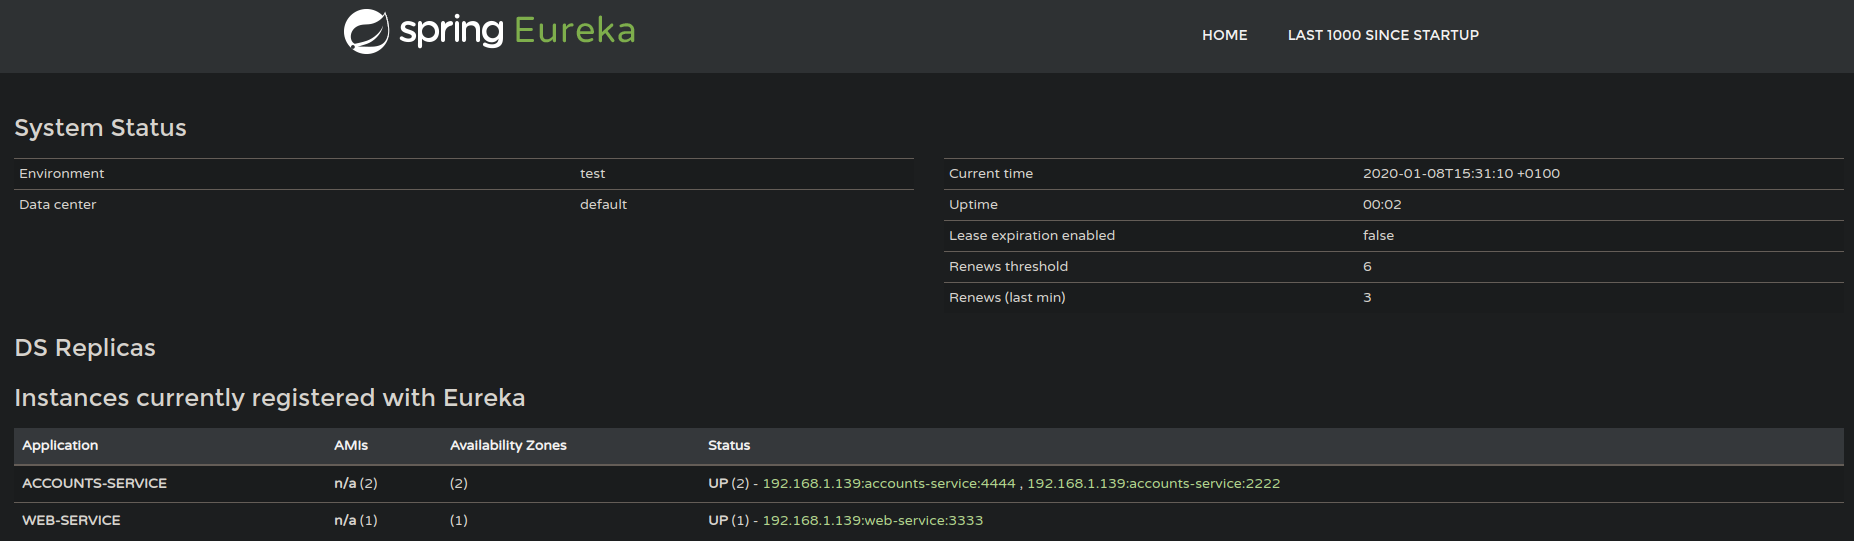 spring Eureka
HOME LAST 1000 SINCE STARTUP
System Status
Environment test
Data center default
Current time 2020-01-08T15:31:10 +0100
Uptime 00:02
Lease expiration enabled false
Renews threshold 6
Renews (last min) 3
DS Replicas
Instances currently registered with Eureka
Application AMIs Availability Zones Status
ACCOUNTS-SERVICE n/a (2) (2) UP (2) - 192.168.1.139:accounts-service:4444 , 192.168.1.139:accounts-service:2222
WEB-SERVICE n/a (1) (1) UP (1) - 192.168.1.139:web-service:3333